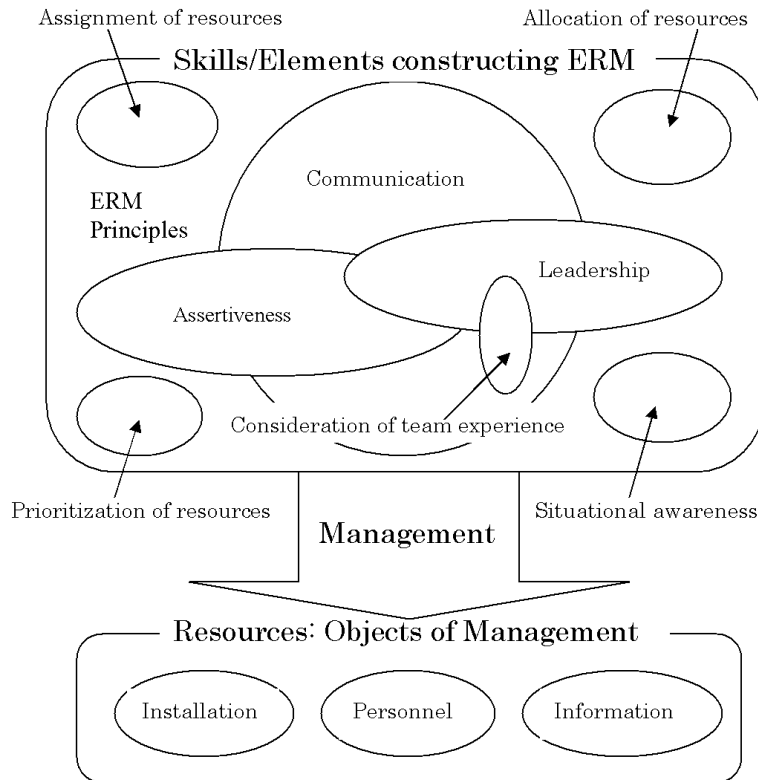 Assignment of resources
Allocation of resources
Skills/Elements constructing ERM
Communication
ERM
Principles
Leadership
Assertiveness
Consideration of team experience
Prioritization of resources
Situational awareness
Management
Resources: Objects of Management
Installation
Personnel
Information